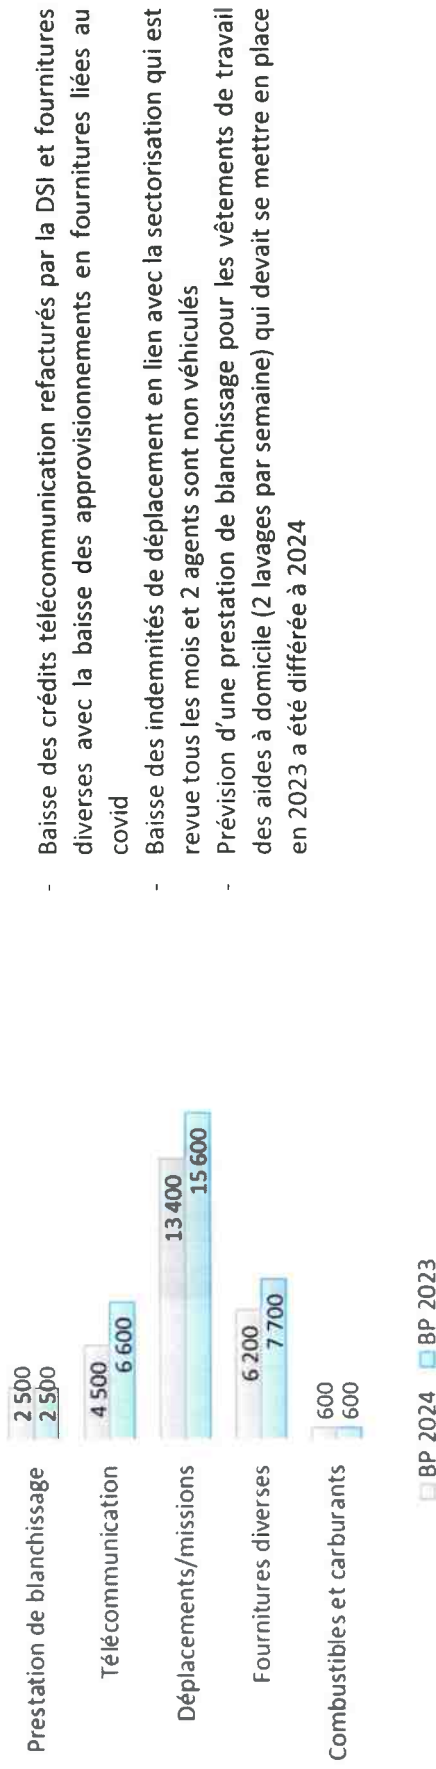 Prestation de blanchissage
2 500
2 500
Télécommunication
4 500
6 600
Déplacements/missions
13 400
15 600
Fournitures diverses
6 200
7 700
Combustibles et carburants
600
600
BP 2024 BP 2023
- Baisse des crédits télécommunication refacturés par la DSI et fournitures
diverses avec la baisse des approvisionnements en fournitures liées au
covid
- Baisse des indemnités de déplacement en lien avec la sectorisation qui est
revue tous les mois et 2 agents sont non véhiculés
- Prévision d'une prestation de blanchissage pour les vêtements de travail
des aides à domicile (2 lavages par semaine) qui devait se mettre en place
en 2023 a été différée à 2024